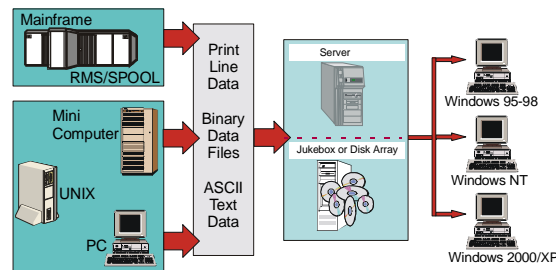 Mainframe
RMS/SPOOL
Mini
Computer
UNIX
PC
Print
Line
Data
Binary
Data
Files
ASCII
Text
Data
Server
Jukebox or Disk Array
Windows 95-98
Windows NT
Windows 2000/XP